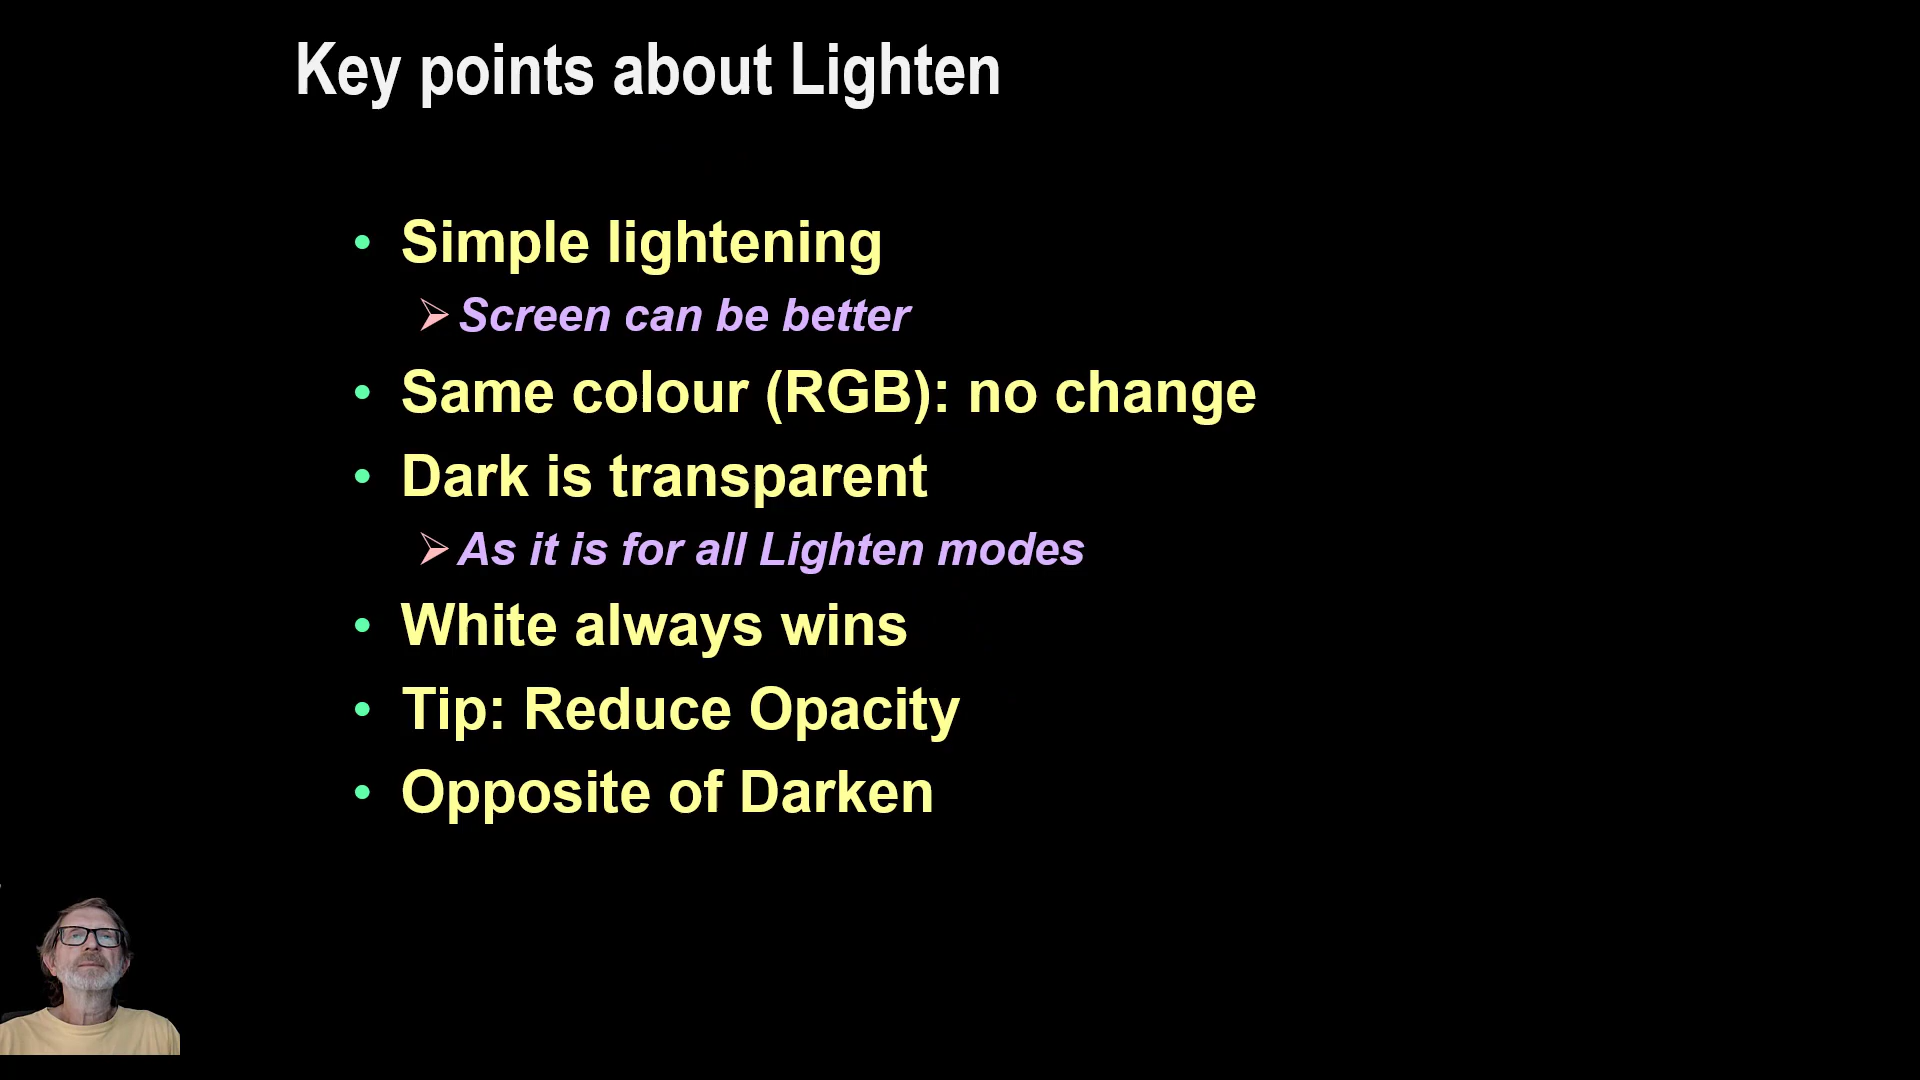 Key points about Lighten
• Simple lightening
➢ Screen can be better
• Same colour (RGB): no change
• Dark is transparent
➢ As it is for all Lighten modes
• White always wins
• Tip: Reduce Opacity
• Opposite of Darken